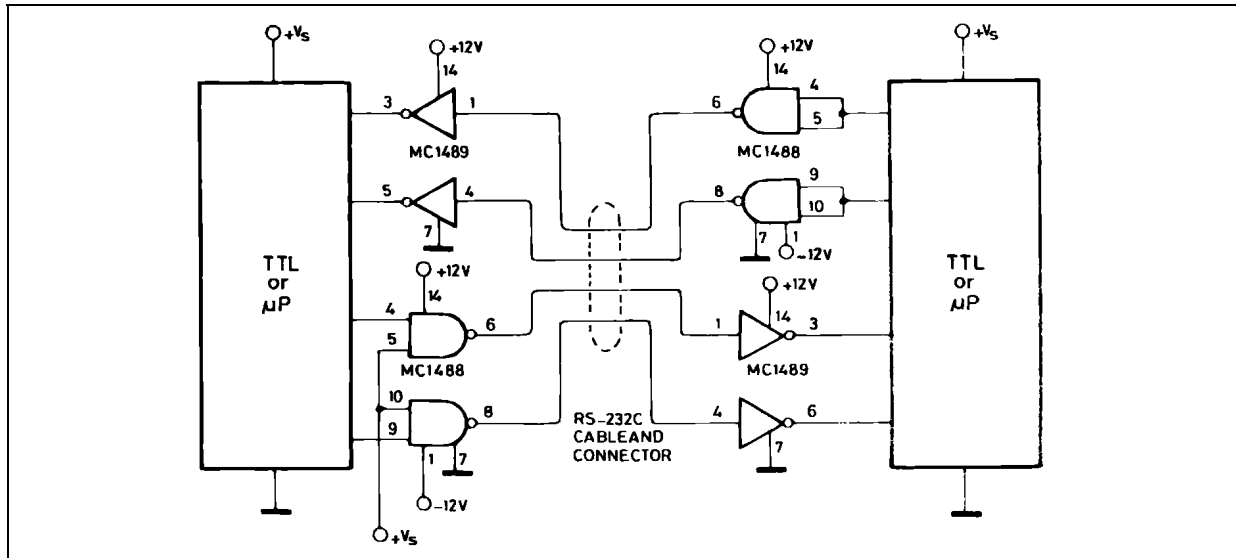 +Vs
+12V
14
3
1
MC1489
5
4
7
TTL
or
µP
+12V
14
4
6
5
MC1488
10
8
9
1
7
-12V
+Vs
RS-232C
CABLEAND
CONNECTOR
+12V
14
4
6
5
MC1488
9
8
10
7
1
-12V
+12V
14
1
3
MC1489
4
6
7
+Vs
TTL
or
µP